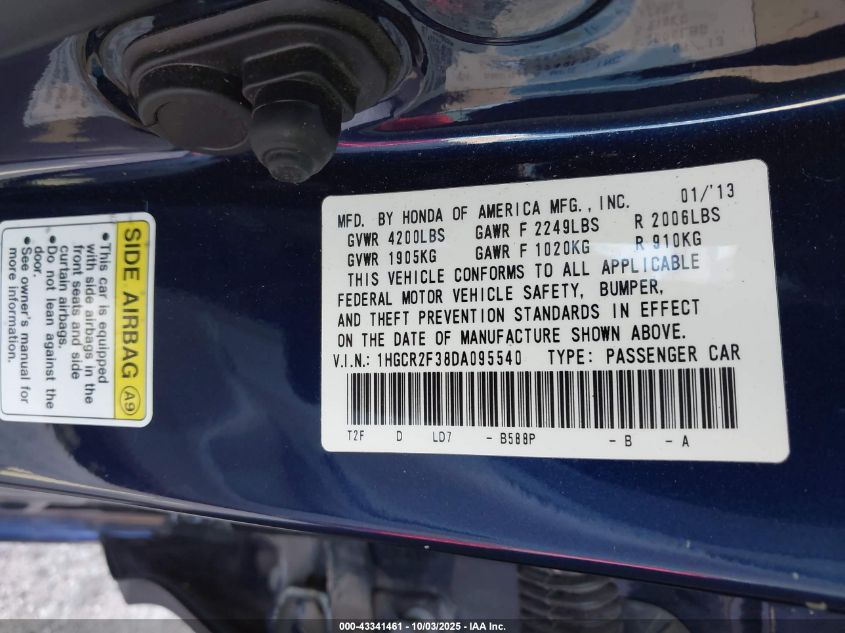 MFD. BY HONDA OF AMERICA MFG., INC. 01/'13
GVWR 4200LBS GAWR F 2249LBS R 2006LBS
GVWR 1905KG GAWR F 1020KG R 910KG
THIS VEHICLE CONFORMS TO ALL APPLICABLE
FEDERAL MOTOR VEHICLE SAFETY, BUMPER,
AND THEFT PREVENTION STANDARDS IN EFFECT
ON THE DATE OF MANUFACTURE SHOWN ABOVE.
V.I.N.: 1HGCR2F38DA095540 TYPE: PASSENGER CAR
T2F D LD7 - B588P - B - A
SIDE AIRBAG A9
• This car is equipped
with side airbags in the
front seats and side
curtain airbags.
• Do not lean against the
door.
• See owner's manual for
more information.
000-43341461 - 10/03/2025 - IAA Inc.